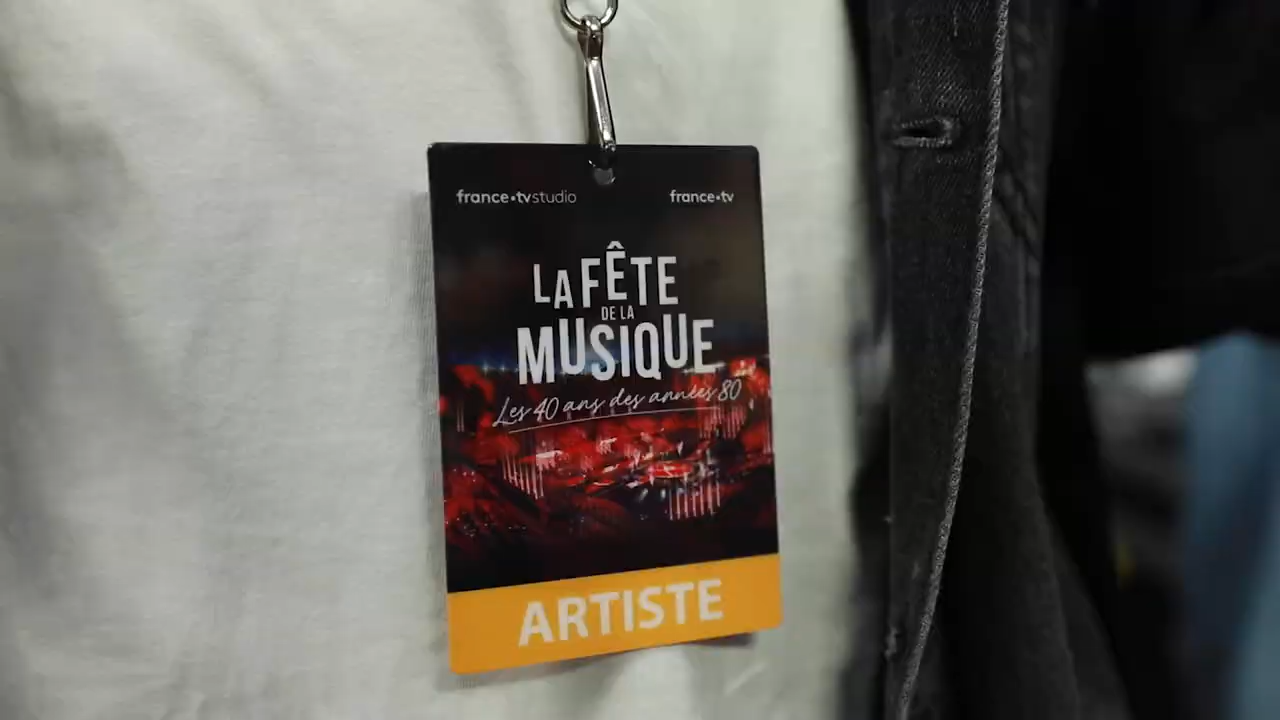 france•tvstudio
france•tv
LA FÊTE
DE LA
MUSIQUE
Les 40 ans des années 80
ARTISTE